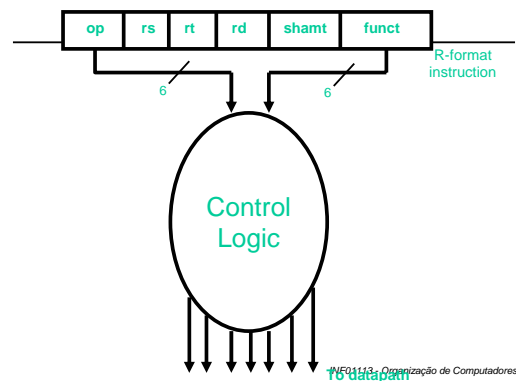 op rs rt rd shamt funct
R-format
instruction
6 6
Control
Logic
INF01113 - Organização de Computadores
To datapath